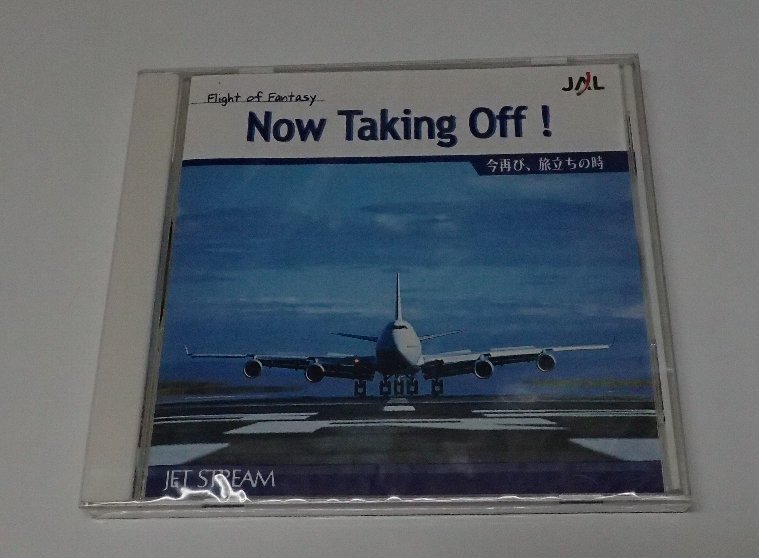 Flight of Fantasy
JAL
Now Taking Off !
今再び、旅立ちの時
JET STREAM